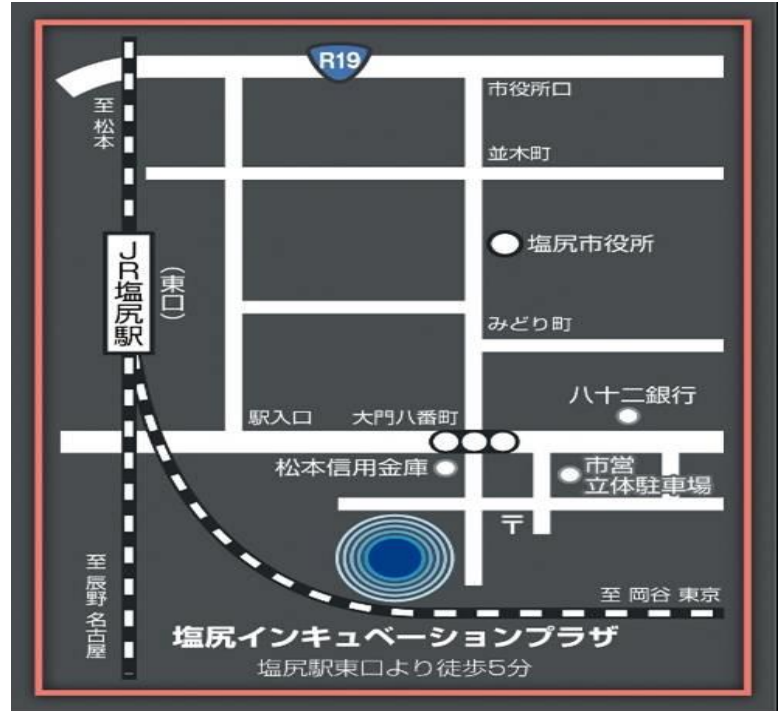 R19
市役所口
至 松本
並木町
塩尻市役所
JR塩尻駅
(東口)
みどり町
八十二銀行
駅入口
大門八番町
松本信用金庫
市営
立体駐車場
〒
至 辰野 名古屋
至 岡谷 東京
塩尻インキュベーションプラザ
塩尻駅東口より徒歩5分